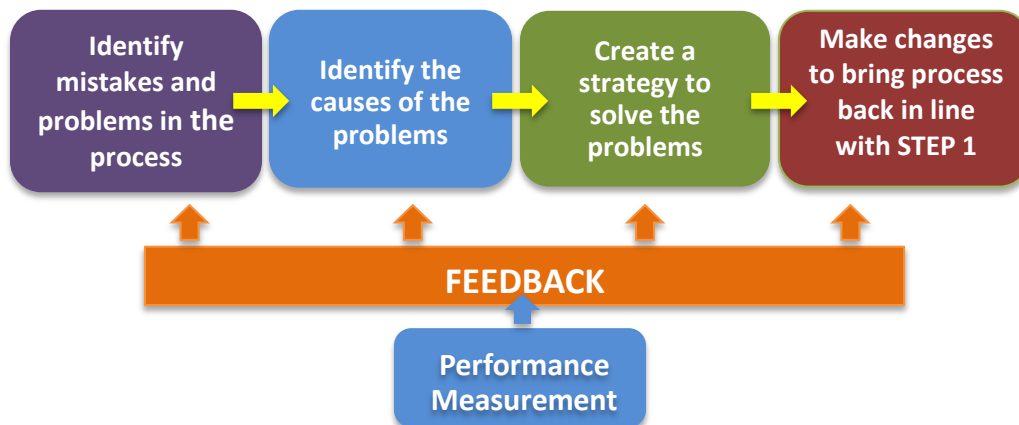 Identify
mistakes and
problems in the
process
Identify the
causes of the
problems
Create a
strategy to
solve the
problems
Make changes
to bring process
back in line
with STEP 1
FEEDBACK
Performance
Measurement